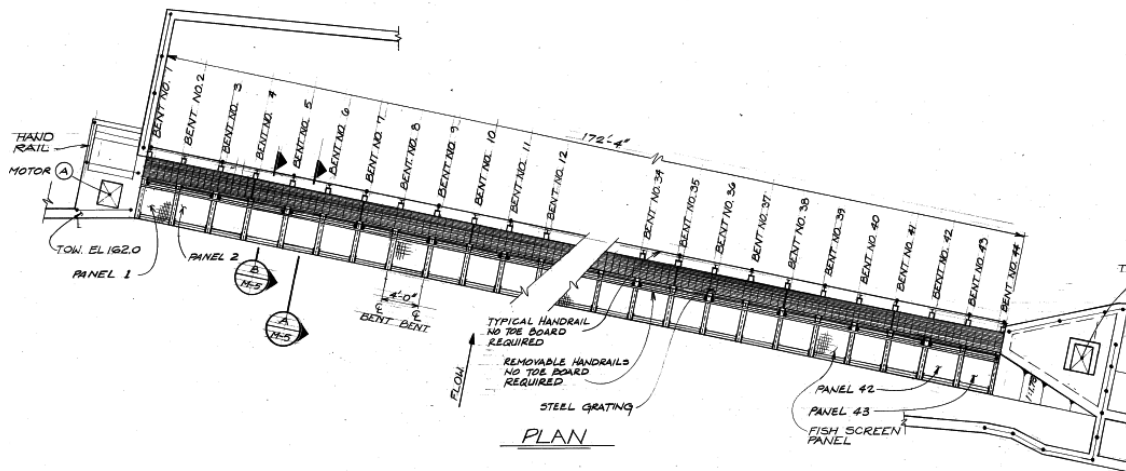 BENT NO. 1
BENT NO. 2
BENT NO. 3
BENT NO. 4
BENT NO. 5
BENT NO. 6
BENT NO. 7
BENT NO. 8
BENT NO. 9
BENT NO. 10
BENT NO. 11
BENT NO. 12
172'-4"
BENT NO. 34
BENT NO. 35
BENT NO. 36
BENT NO. 37
BENT NO. 38
BENT NO. 39
BENT NO. 40
BENT NO. 41
BENT NO. 42
BENT NO. 43
BENT NO. 44
HAND
RAIL
MOTOR A
TOW. EL 162.0
PANEL 1
PANEL 2
B
M-5
A
M-5
4'-0"
℄ ℄
BENT BENT
FLOW
TYPICAL HANDRAIL
NO TOE BOARD
REQUIRED
REMOVABLE HANDRAILS
NO TOE BOARD
REQUIRED
STEEL GRATING
PANEL 42
PANEL 43
FISH SCREEN
PANEL
PLAN